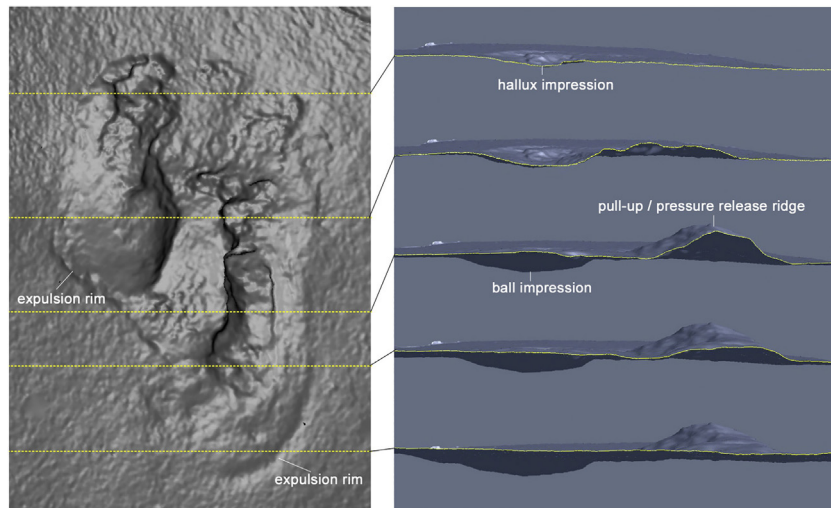 hallux impression
pull-up / pressure release ridge
expulsion rim
ball impression
expulsion rim